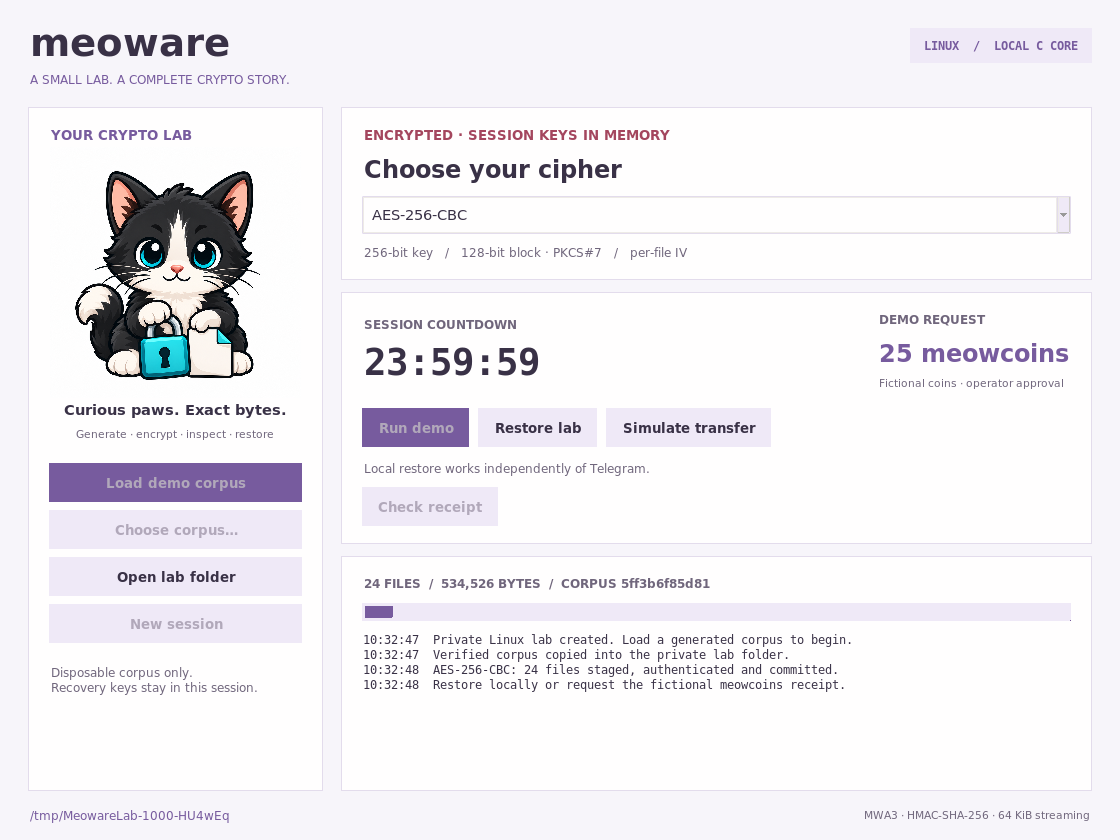 meoware
LINUX / LOCAL C CORE
A SMALL LAB. A COMPLETE CRYPTO STORY.
YOUR CRYPTO LAB
Curious paws. Exact bytes.
Generate · encrypt · inspect · restore
Load demo corpus
Choose corpus...
Open lab folder
New session
Disposable corpus only.
Recovery keys stay in this session.
ENCRYPTED · SESSION KEYS IN MEMORY
Choose your cipher
AES-256-CBC
256-bit key / 128-bit block · PKCS#7 / per-file IV
SESSION COUNTDOWN
23:59:59
DEMO REQUEST
25 meowcoins
Fictional coins · operator approval
Run demo
Restore lab
Simulate transfer
Local restore works independently of Telegram.
Check receipt
24 FILES / 534,526 BYTES / CORPUS 5ff3b6f85d81
10:32:47 Private Linux lab created. Load a generated corpus to begin.
10:32:47 Verified corpus copied into the private lab folder.
10:32:48 AES-256-CBC: 24 files staged, authenticated and committed.
10:32:48 Restore locally or request the fictional meowcoins receipt.
/tmp/MeowareLab-1000-HU4wEq
MWA3 · HMAC-SHA-256 · 64 KiB streaming